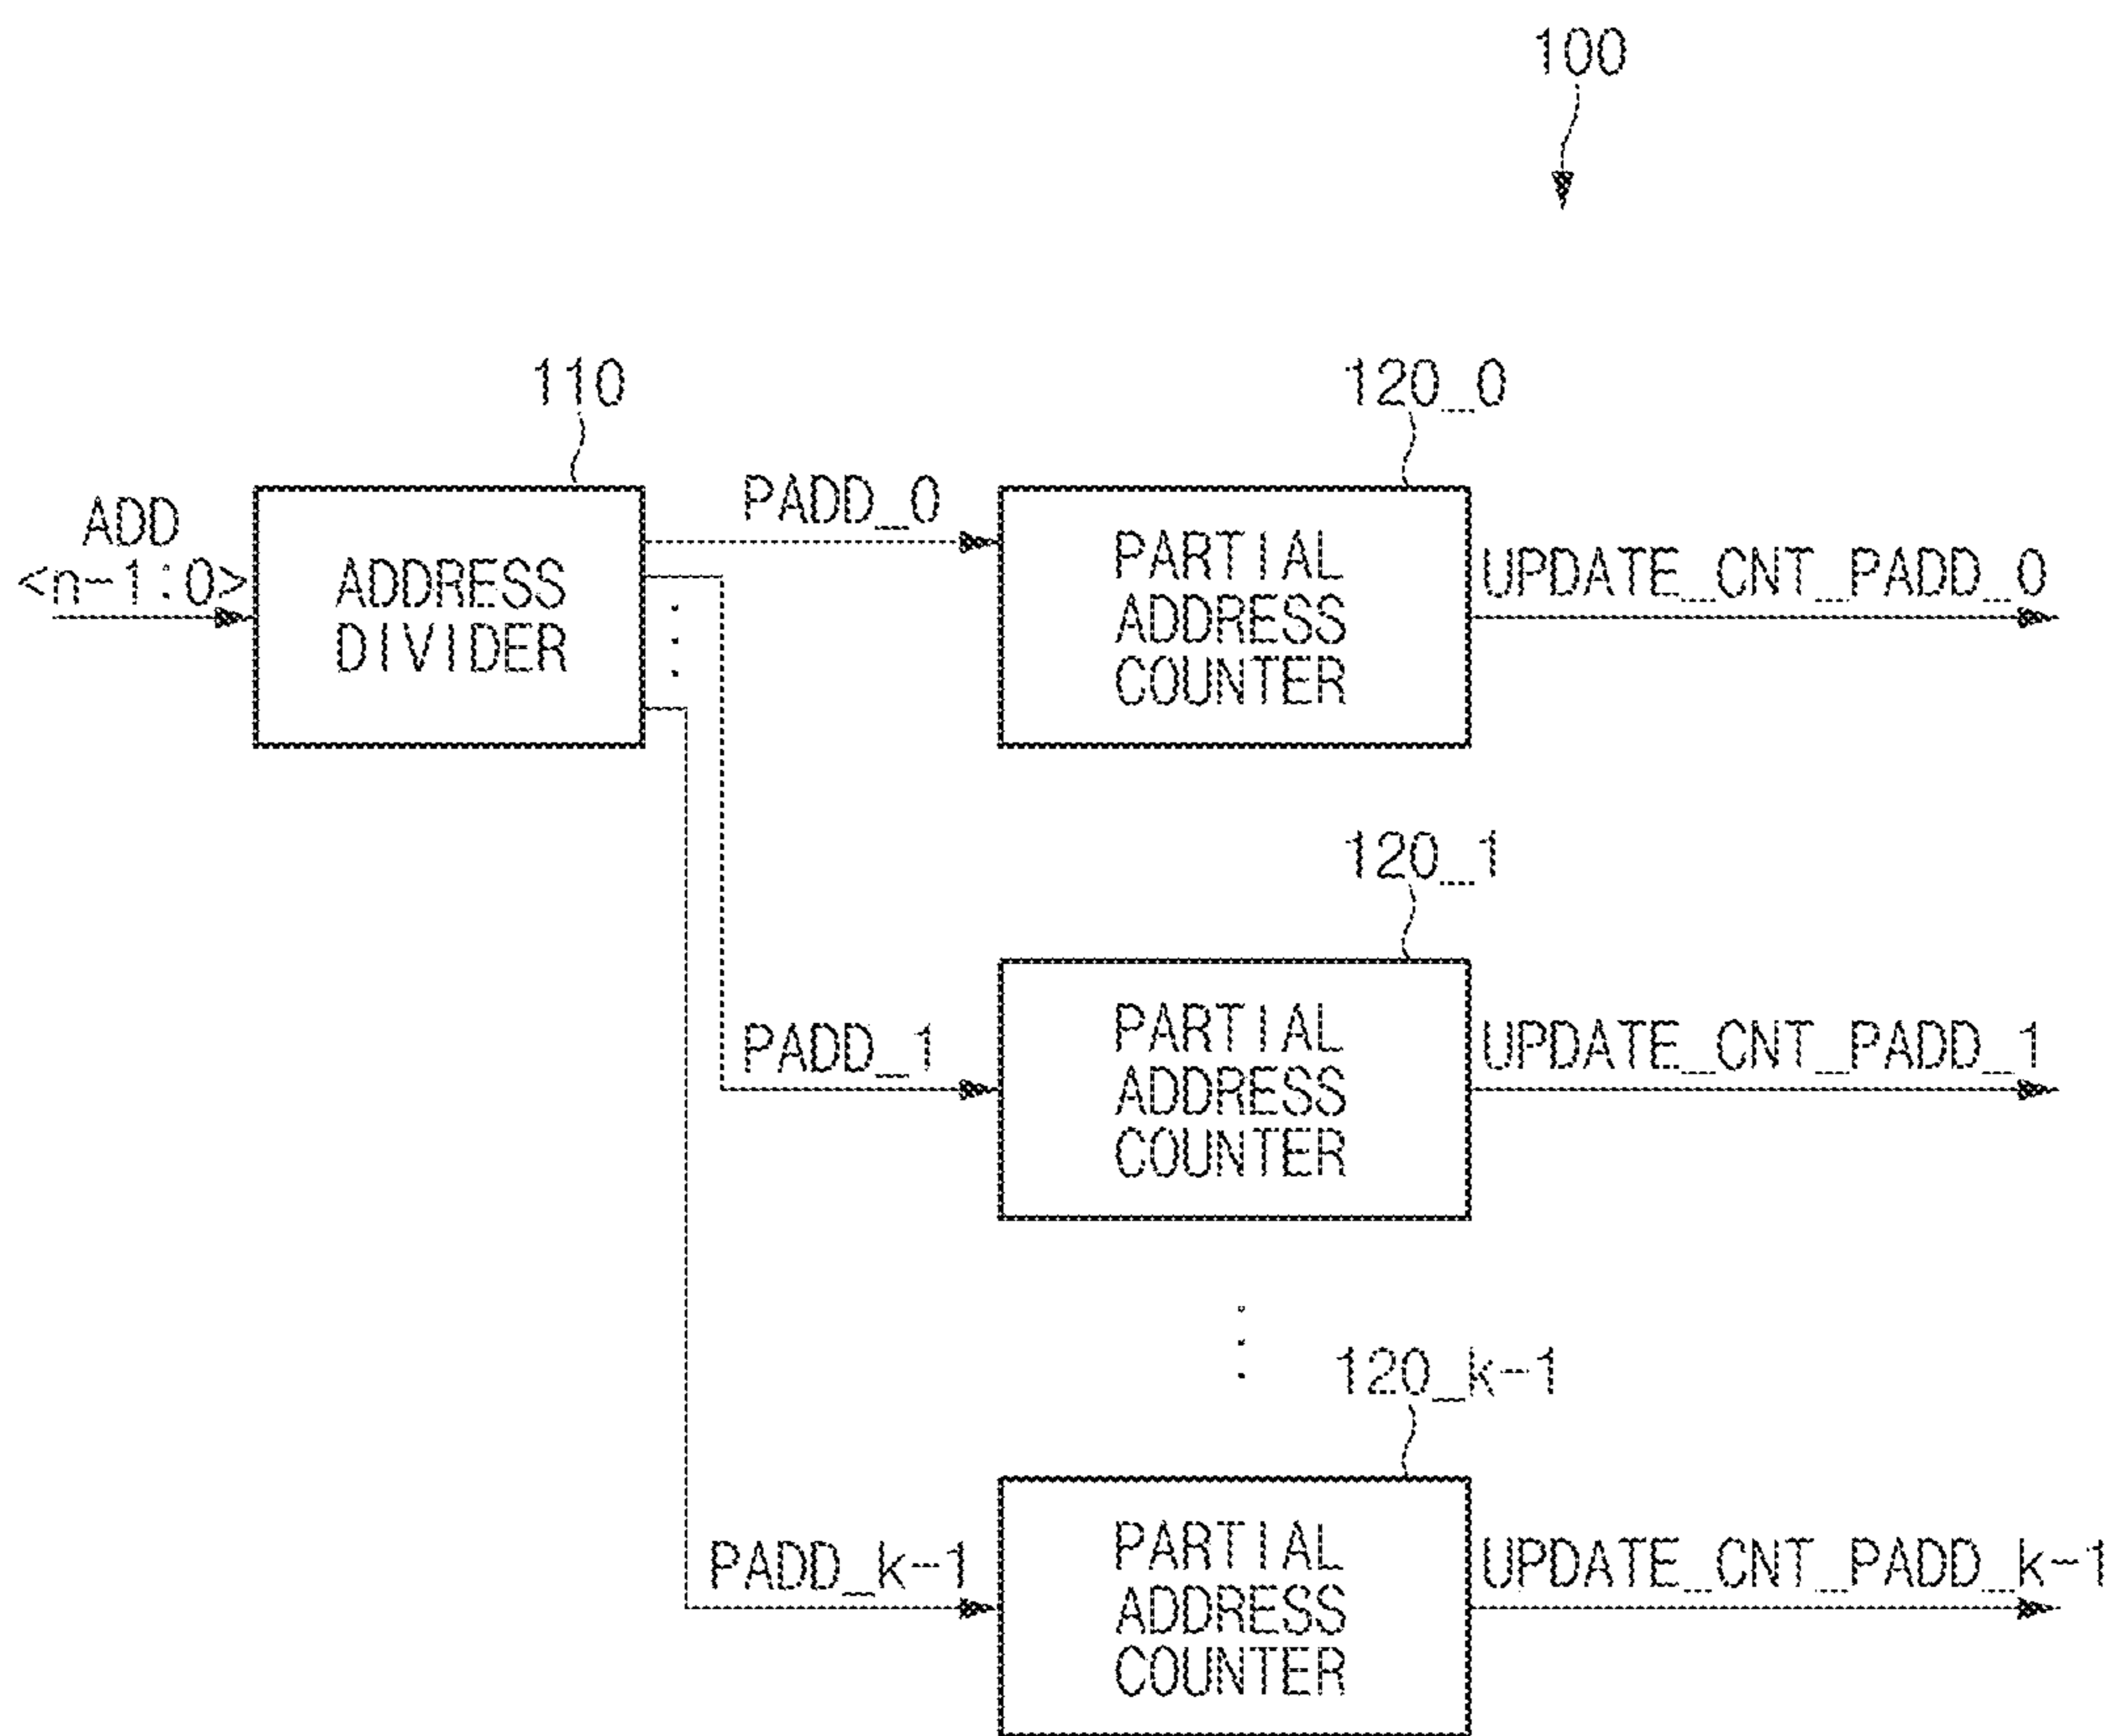 100
110
120_0
ADD
<n-1:0>
ADDRESS
DIVIDER
PADD_0
PARTIAL
ADDRESS
COUNTER
UPDATE_CNT_PADD_0
120_1
PADD_1
PARTIAL
ADDRESS
COUNTER
UPDATE_CNT_PADD_1
120_k-1
PADD_k-1
PARTIAL
ADDRESS
COUNTER
UPDATE_CNT_PADD_k-1